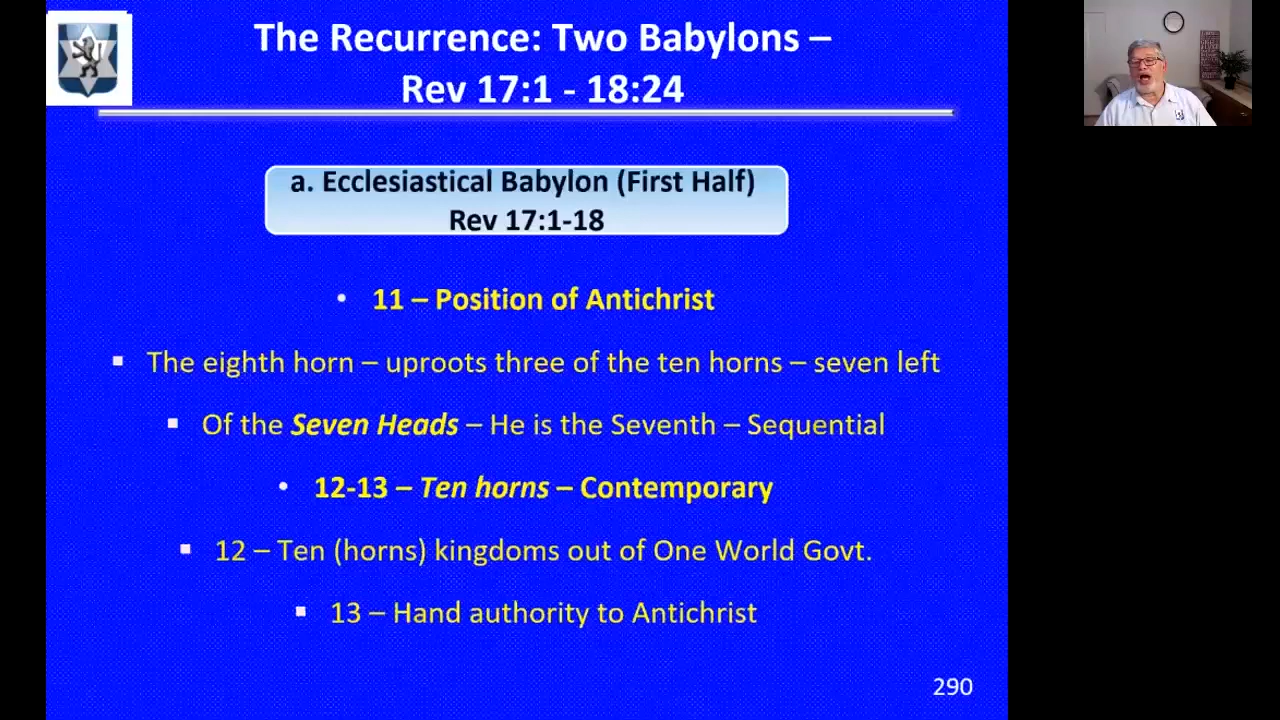 The Recurrence: Two Babylons –
Rev 17:1 - 18:24
a. Ecclesiastical Babylon (First Half)
Rev 17:1-18
• 11 – Position of Antichrist
▪ The eighth horn – uproots three of the ten horns – seven left
▪ Of the Seven Heads – He is the Seventh – Sequential
• 12-13 – Ten horns – Contemporary
▪ 12 – Ten (horns) kingdoms out of One World Govt.
▪ 13 – Hand authority to Antichrist
290